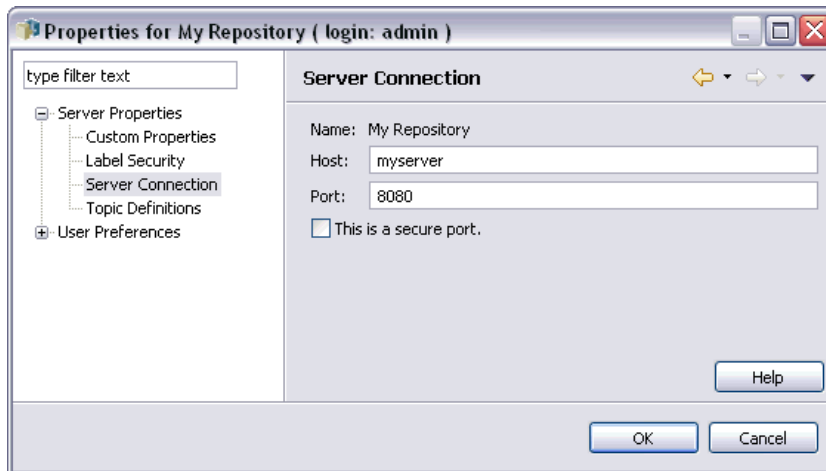 Properties for My Repository ( login: admin )
type filter text
Server Properties
Custom Properties
Label Security
Server Connection
Topic Definitions
User Preferences
Server Connection
Name: My Repository
Host: myserver
Port: 8080
This is a secure port.
Help
OK Cancel